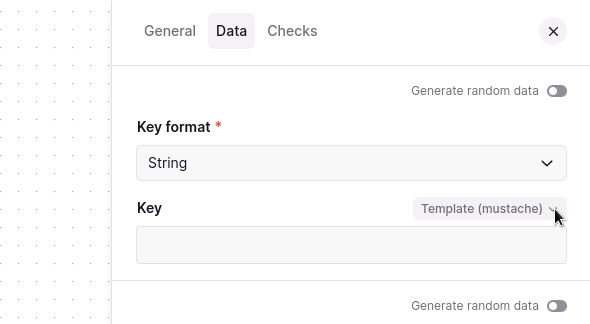 General Data Checks
Generate random data
Key format *
String
Key Template (mustache)
Generate random data